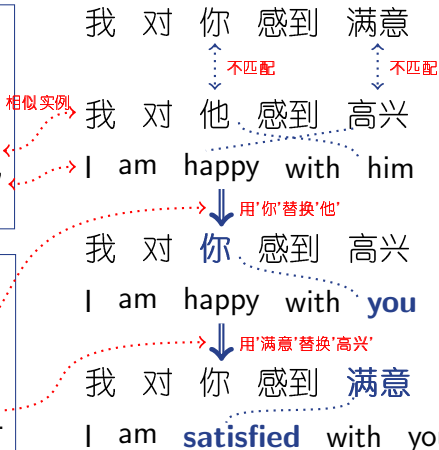 我 对 你 感到 满意
不匹配 不匹配
相似实例
我 对 他 感到 高兴
I am happy with him
用'你'替换'他'
我 对 你 感到 高兴
I am happy with you
用'满意'替换'高兴'
我 对 你 感到 满意
I am satisfied with